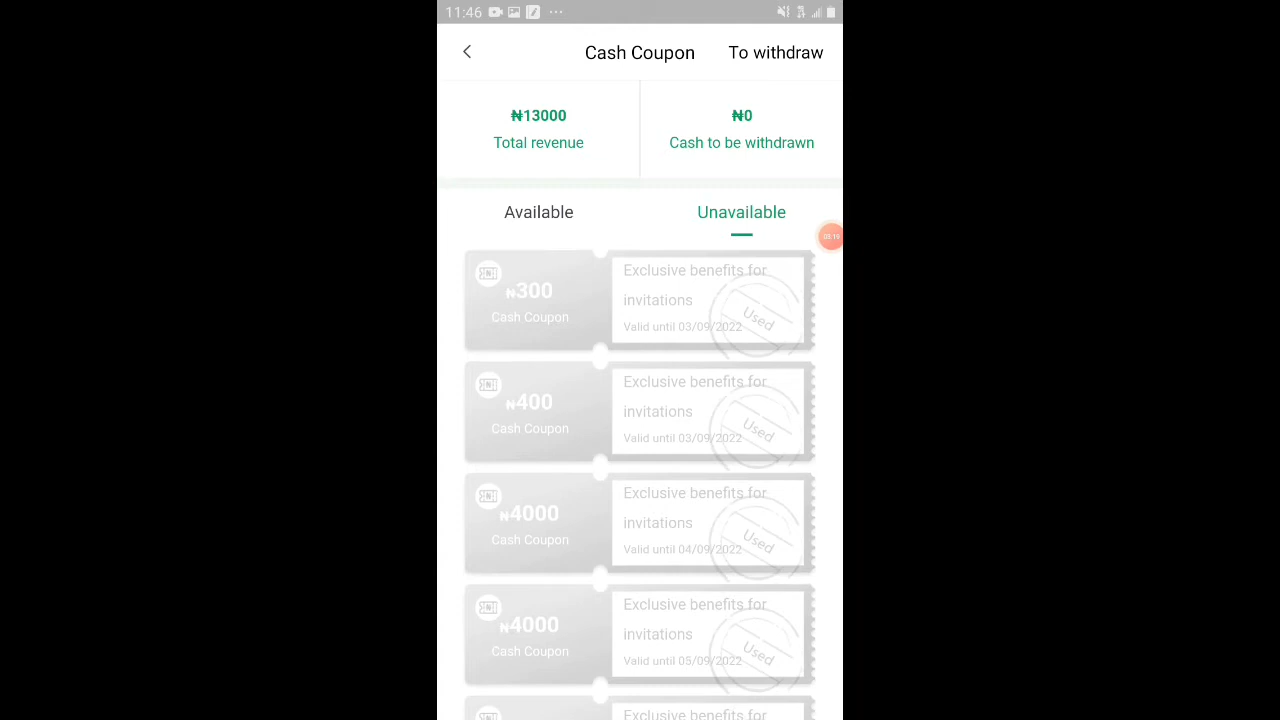 11:46
Cash Coupon To withdraw
₦13000 ₦0
Total revenue Cash to be withdrawn
Available Unavailable
03:19
Exclusive benefits for
₦300 invitations
Cash Coupon Valid until 03/09/2022 Used
Exclusive benefits for
₦400 invitations
Cash Coupon Valid until 03/09/2022 Used
Exclusive benefits for
₦4000 invitations
Cash Coupon Valid until 04/09/2022 Used
Exclusive benefits for
₦4000 invitations
Cash Coupon Valid until 05/09/2022 Used
Exclusive benefits for